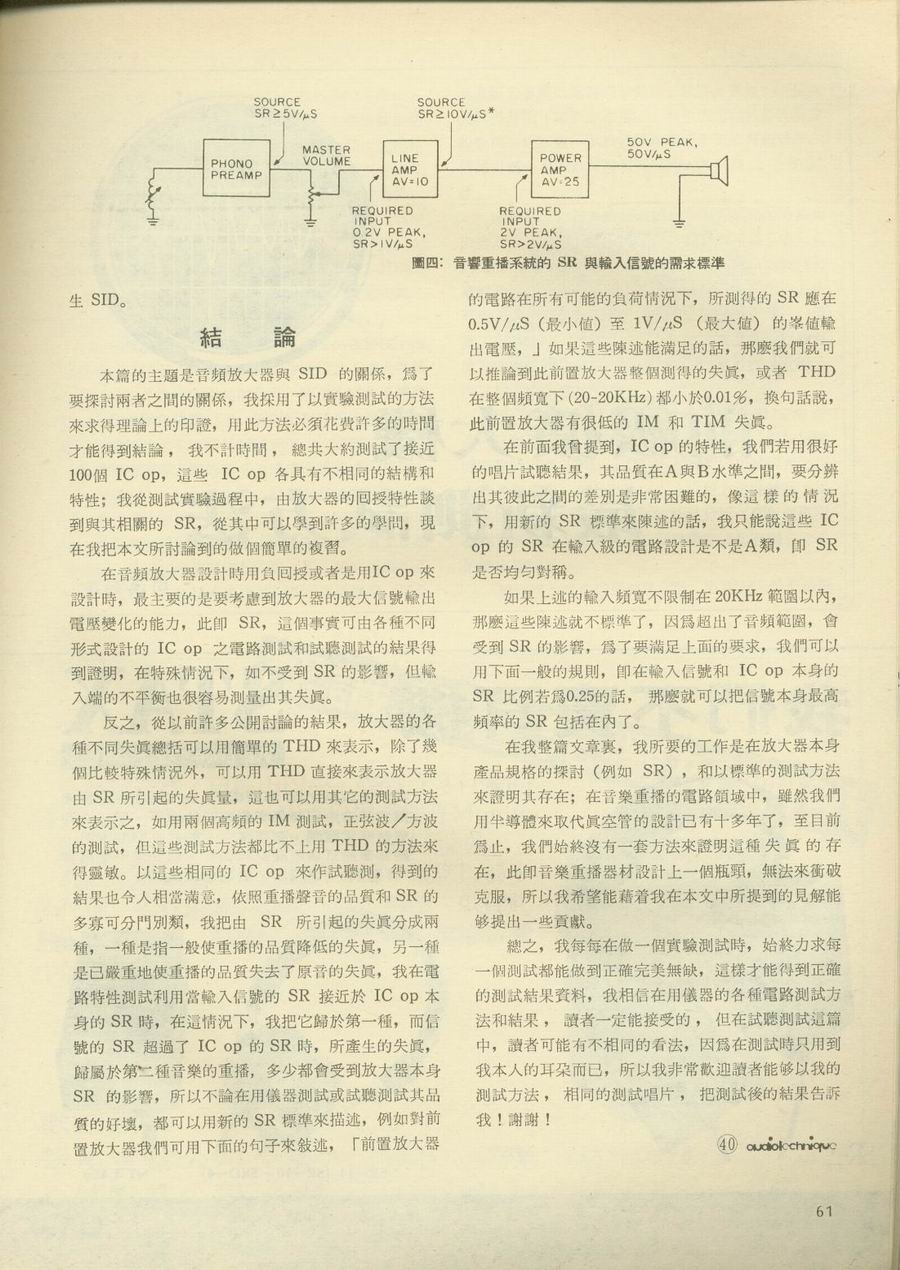 SOURCE
SR≥5V/μS
SOURCE
SR≥10V/μS*
PHONO
PREAMP
MASTER
VOLUME
LINE
AMP
AV=10
POWER
AMP
AV=25
50V PEAK,
50V/μS
REQUIRED
INPUT
0.2V PEAK,
SR>1V/μS
REQUIRED
INPUT
2V PEAK,
SR>2V/μS
圖四：音響重播系統的 SR 與輸入信號的需求標準
生 SID。
結 論
本篇的主題是音頻放大器與 SID 的關係，爲了
要探討兩者之間的關係，我採用了以實驗測試的方法
來求得理論上的印證，用此方法必須花費許多的時間
才能得到結論，我不計時間，總共大約測試了接近
100個 IC op，這些 IC op 各具有不相同的結構和
特性；我從測試實驗過程中，由放大器的囘授特性談
到與其相關的 SR，從其中可以學到許多的學問，現
在我把本文所討論到的做個簡單的複習。
在音頻放大器設計時用負囘授或者是用IC op 來
設計時，最主要的是要考慮到放大器的最大信號輸出
電壓變化的能力，此卽 SR，這個事實可由各種不同
形式設計的 IC op 之電路測試和試聽測試的結果得
到證明，在特殊情況下，如不受到 SR 的影響，但輸
入端的不平衡也很容易測量出其失眞。
反之，從以前許多公開討論的結果，放大器的各
種不同失眞總括可以用簡單的 THD 來表示，除了幾
個比較特殊情況外，可以用 THD 直接來表示放大器
由 SR 所引起的失眞量，這也可以用其它的測試方法
來表示之，如用兩個高頻的 IM 測試，正弦波／方波
的測試，但這些測試方法都比不上用 THD 的方法來
得靈敏。以這些相同的 IC op 來作試聽測，得到的
結果也令人相當滿意，依照重播聲音的品質和 SR 的
多寡可分門別類，我把由 SR 所引起的失眞分成兩
種，一種是指一般使重播的品質降低的失眞，另一種
是已嚴重地使重播的品質失去了原音的失眞，我在電
路特性測試利用當輸入信號的 SR 接近於 IC op 本
身的 SR 時，在這情況下，我把它歸於第一種，而信
號的 SR 超過了 IC op 的 SR 時，所產生的失眞，
歸屬於第二種音樂的重播，多少都會受到放大器本身
SR 的影響，所以不論在用儀器測試或試聽測試其品
質的好壞，都可以用新的 SR 標準來描述，例如對前
置放大器我們可用下面的句子來敍述，「前置放大器
的電路在所有可能的負荷情況下，所測得的 SR 應在
0.5V/μS（最小値）至 1V/μS （最大値）的峯値輸
出電壓，」如果這些陳述能滿足的話，那麽我們就可
以推論到此前置放大器整個測得的失眞，或者 THD
在整個頻寬下(20-20KHz)都小於0.01％，換句話說，
此前置放大器有很低的 IM 和 TIM 失眞。
在前面我曾提到，IC op 的特性，我們若用很好
的唱片試聽結果，其品質在A與B水準之間，要分辨
出其彼此之間的差別是非常困難的，像這樣的情況
下，用新的 SR 標準來陳述的話，我只能說這些 IC
op 的 SR 在輸入級的電路設計是不是A類，卽 SR
是否均勻對稱。
如果上述的輸入頻寬不限制在 20KHz 範圍以內，
那麽這些陳述就不標準了，因爲超出了音頻範圍，會
受到 SR 的影響，爲了要滿足上面的要求，我們可以
用下面一般的規則，卽在輸入信號和 IC op 本身的
SR 比例若爲0.25的話， 那麽就可以把信號本身最高
頻率的 SR 包括在內了。
在我整篇文章裏，我所要的工作是在放大器本身
產品規格的探討（例如 SR），和以標準的測試方法
來證明其存在；在音樂重播的電路領域中，雖然我們
用半導體來取代眞空管的設計已有十多年了，至目前
爲止，我們始終沒有一套方法來證明這種失眞的存
在，此卽音樂重播器材設計上一個瓶頸，無法來衝破
克服，所以我希望能藉着我在本文中所提到的見解能
够提出一些貢獻。
總之，我每每在做一個實驗測試時，始終力求每
一個測試都能做到正確完美無缺，這樣才能得到正確
的測試結果資料，我相信在用儀器的各種電路測試方
法和結果，讀者一定能接受的，但在試聽測試這篇
中，讀者可能有不相同的看法，因爲在測試時只用到
我本人的耳朶而已，所以我非常歡迎讀者能够以我的
測試方法，相同的測試唱片，把測試後的結果告訴
我！謝謝！
㊵ audiotechnique
61